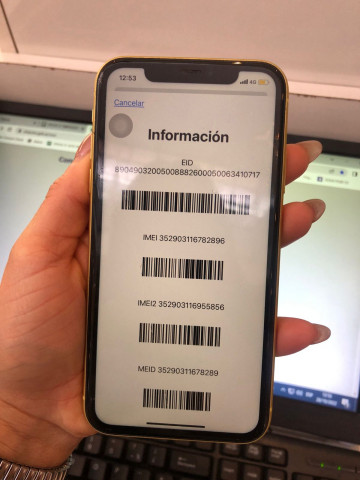 12:53
4G
Cancelar
Información
EID
89049032005008882600050063410717
IMEI 352903116782896
IMEI2 352903116955856
MEID 35290311678289